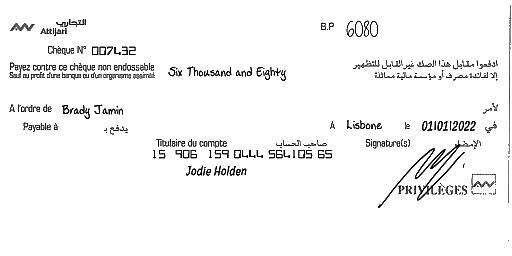 التجاري
Attijari
B.P 6080
Chèque N° 007432
Payez contre ce chèque non endossable
Sauf au profit d'une banque ou d'un organisme assimilé
Six Thousand and Eighty
ادفعوا مقابل هذا الصك غير القابل للتظهير
إلا لفائدة مصرف أو مؤسسة مالية مماثلة
A l'ordre de Brady Jamin لأمر
Payable à يدفع بـ
A Lisbone le 01/01/2022 في
Titulaire du compte صاحب الحساب
Signature(s) الإمضاء
15 906 159 0444 564105 65
Jodie Holden
PRIVILÈGES